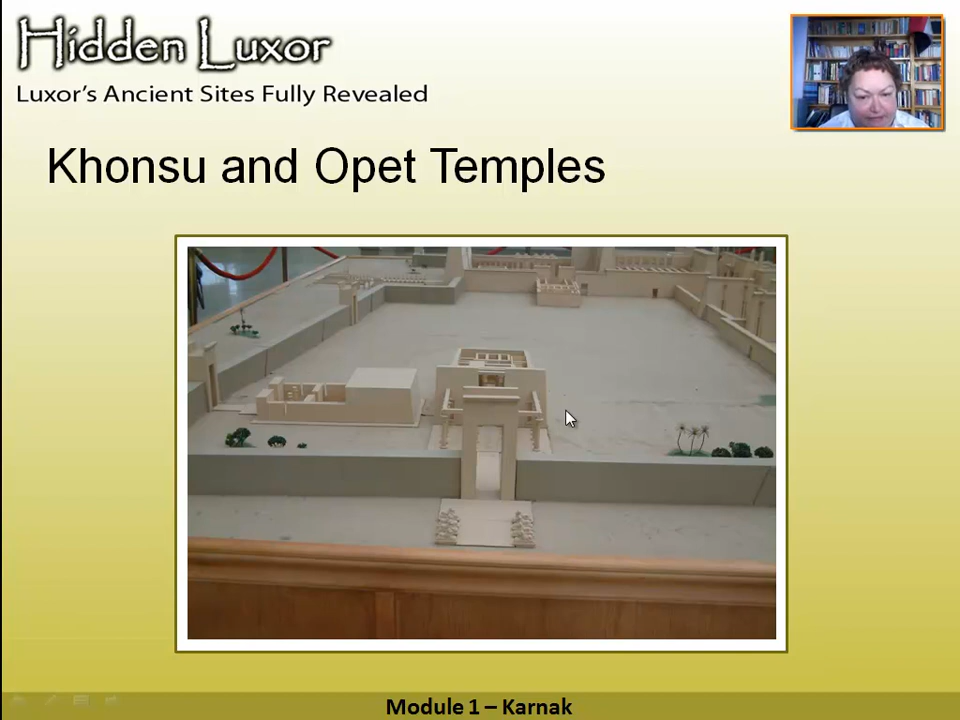 Hidden Luxor
Luxor's Ancient Sites Fully Revealed
Khonsu and Opet Temples
Module 1 – Karnak